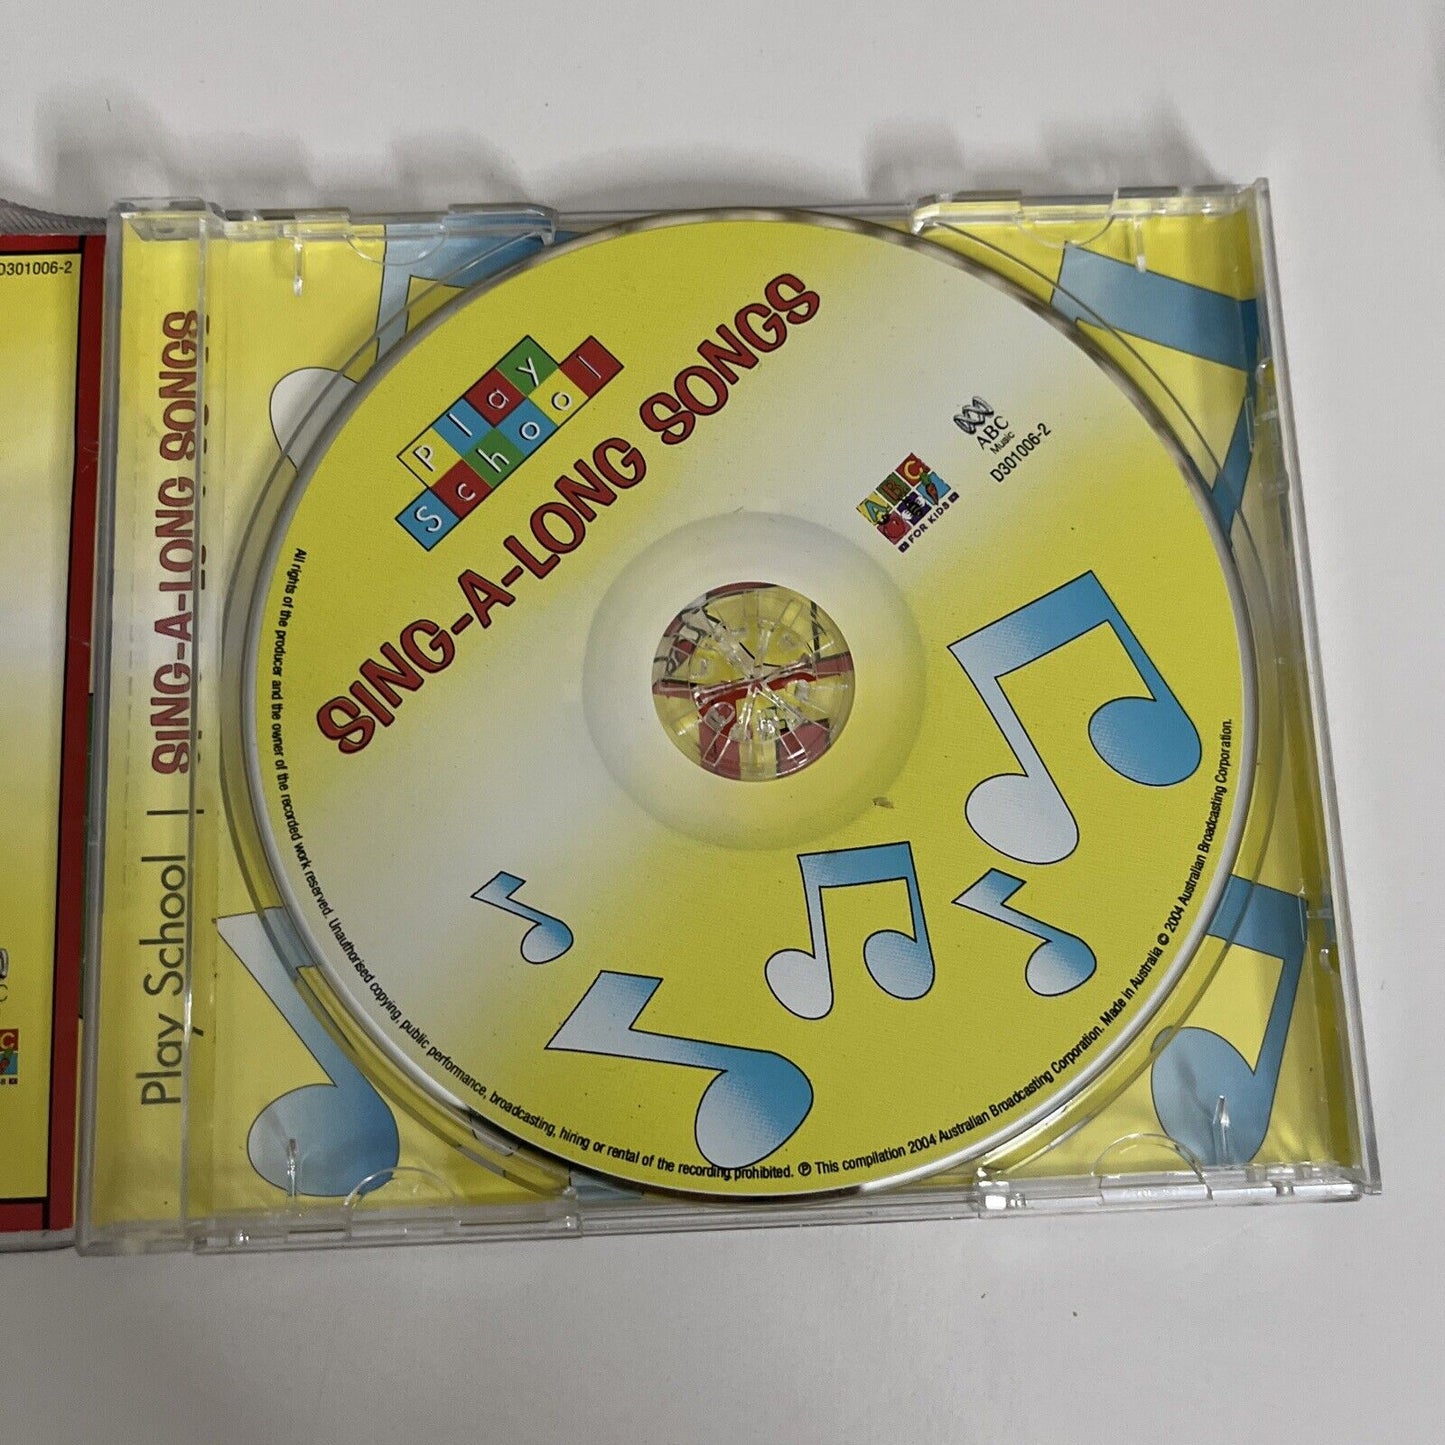 D301006-2
Play School | SING-A-LONG SONGS
Play
School
SING-A-LONG SONGS
ABC
Music
D301006-2
ABC
FOR KIDS
All rights of the producer and the owner of the recorded work reserved. Unauthorised copying, public performance, broadcasting, hiring or rental of the recording prohibited. ℗ This compilation 2004 Australian Broadcasting Corporation. Made in Australia © 2004 Australian Broadcasting Corporation.